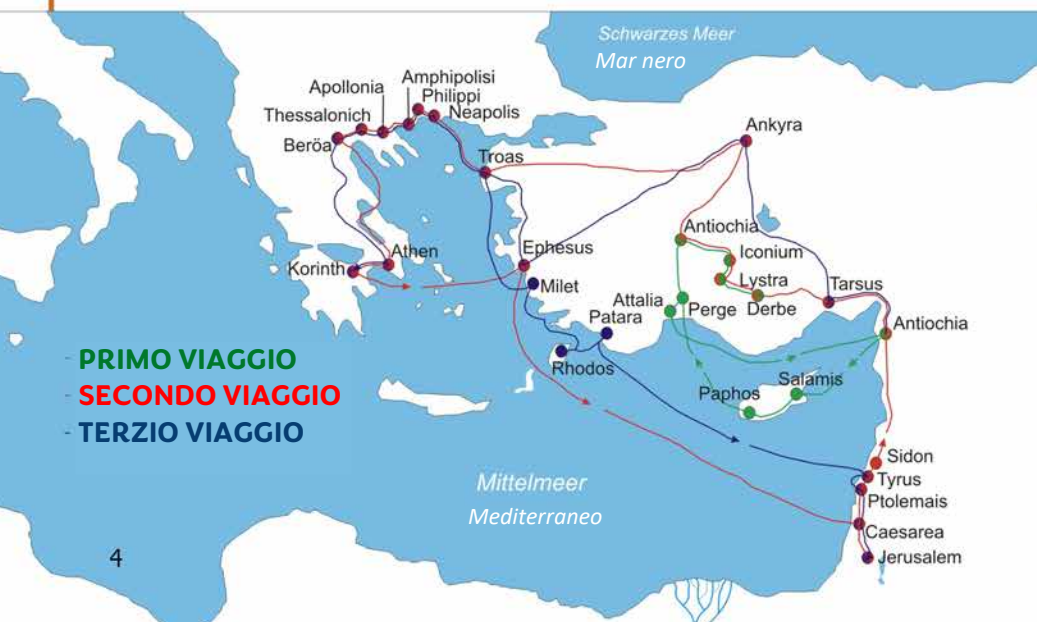 Schwarzes Meer
Mar nero
Amphipolisi
Apollonia
Philippi
Thessalonich
Neapolis
Beröa
Ankyra
Troas
Antiochia
Iconium
Athen
Ephesus
Korinth
Lystra
Tarsus
Milet
Attalia
Perge
Derbe
Patara
Antiochia
Rhodos
- PRIMO VIAGGIO
Salamis
Paphos
- SECONDO VIAGGIO
- TERZIO VIAGGIO
Sidon
Tyrus
Mittelmeer
Ptolemais
Mediterraneo
Caesarea
4
Jerusalem